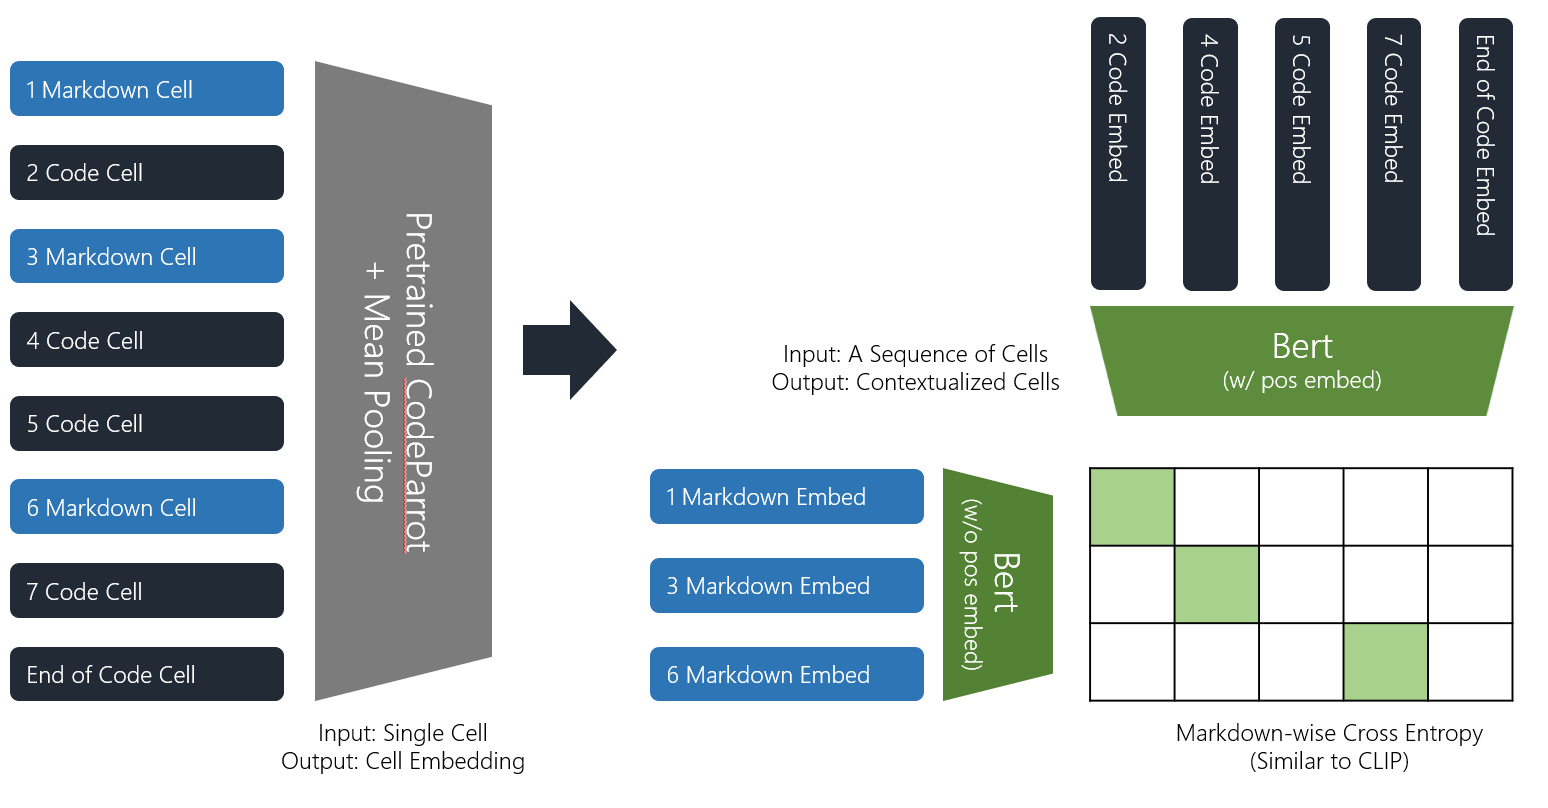 1 Markdown Cell
2 Code Cell
3 Markdown Cell
4 Code Cell
5 Code Cell
6 Markdown Cell
7 Code Cell
End of Code Cell
Pretrained CodeParrot
+ Mean Pooling
Input: Single Cell
Output: Cell Embedding
2 Code Embed
4 Code Embed
5 Code Embed
7 Code Embed
End of Code Embed
Input: A Sequence of Cells
Output: Contextualized Cells
Bert
(w/ pos embed)
1 Markdown Embed
3 Markdown Embed
6 Markdown Embed
Bert
(w/o pos embed)
Markdown-wise Cross Entropy
(Similar to CLIP)